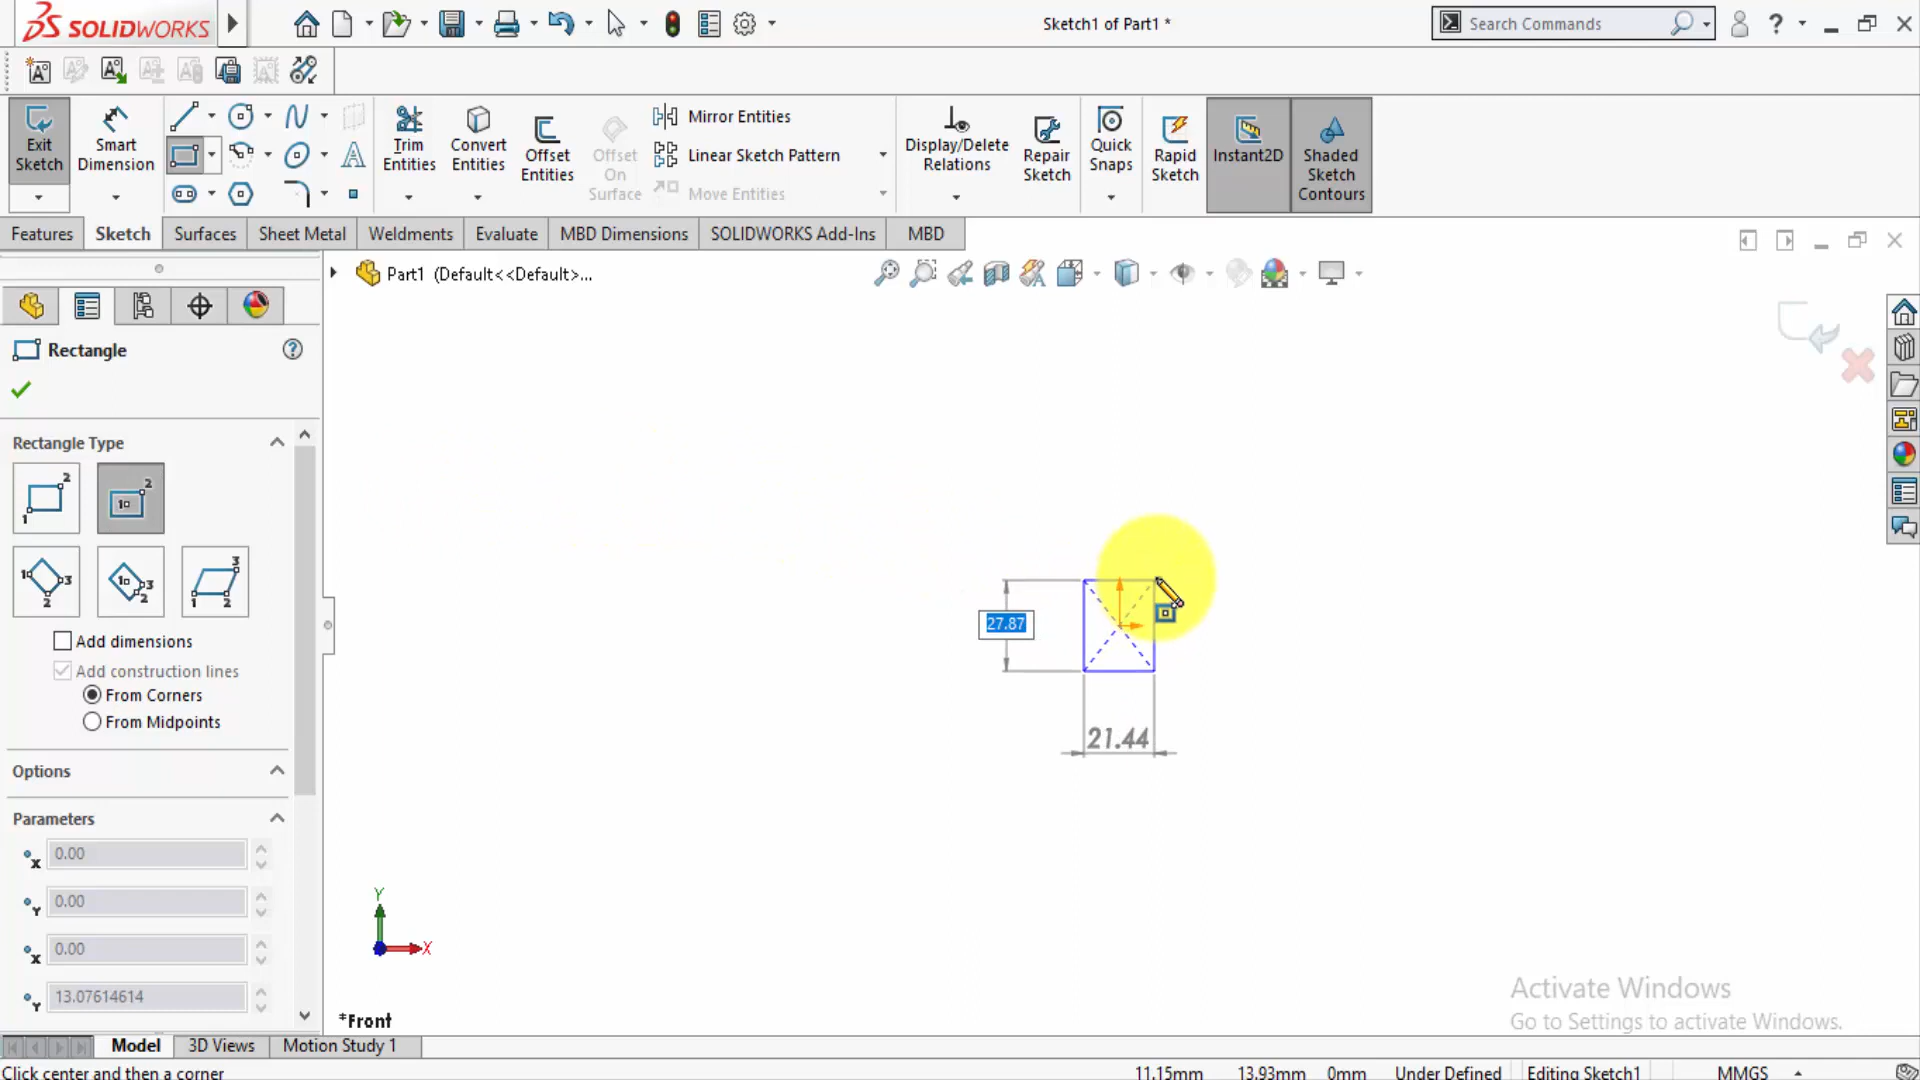 SOLIDWORKS
Sketch1 of Part1 *
Search Commands
Exit Sketch
Smart Dimension
Trim Entities
Convert Entities
Offset Entities
Offset On Surface
Mirror Entities
Linear Sketch Pattern
Move Entities
Display/Delete Relations
Repair Sketch
Quick Snaps
Rapid Sketch
Instant2D
Shaded Sketch Contours
Features
Sketch
Surfaces
Sheet Metal
Weldments
Evaluate
MBD Dimensions
SOLIDWORKS Add-Ins
MBD
Part1 (Default<<Default>...
Rectangle
Rectangle Type
Add dimensions
Add construction lines
From Corners
From Midpoints
Options
Parameters
X 0.00
Y 0.00
X 0.00
Y 13.07614614
27.87
21.44
Y
X
*Front
Activate Windows
Go to Settings to activate Windows.
Model
3D Views
Motion Study 1
Click center and then a corner
11.15mm
13.93mm
0mm
Under Defined
Editing Sketch1
MMGS